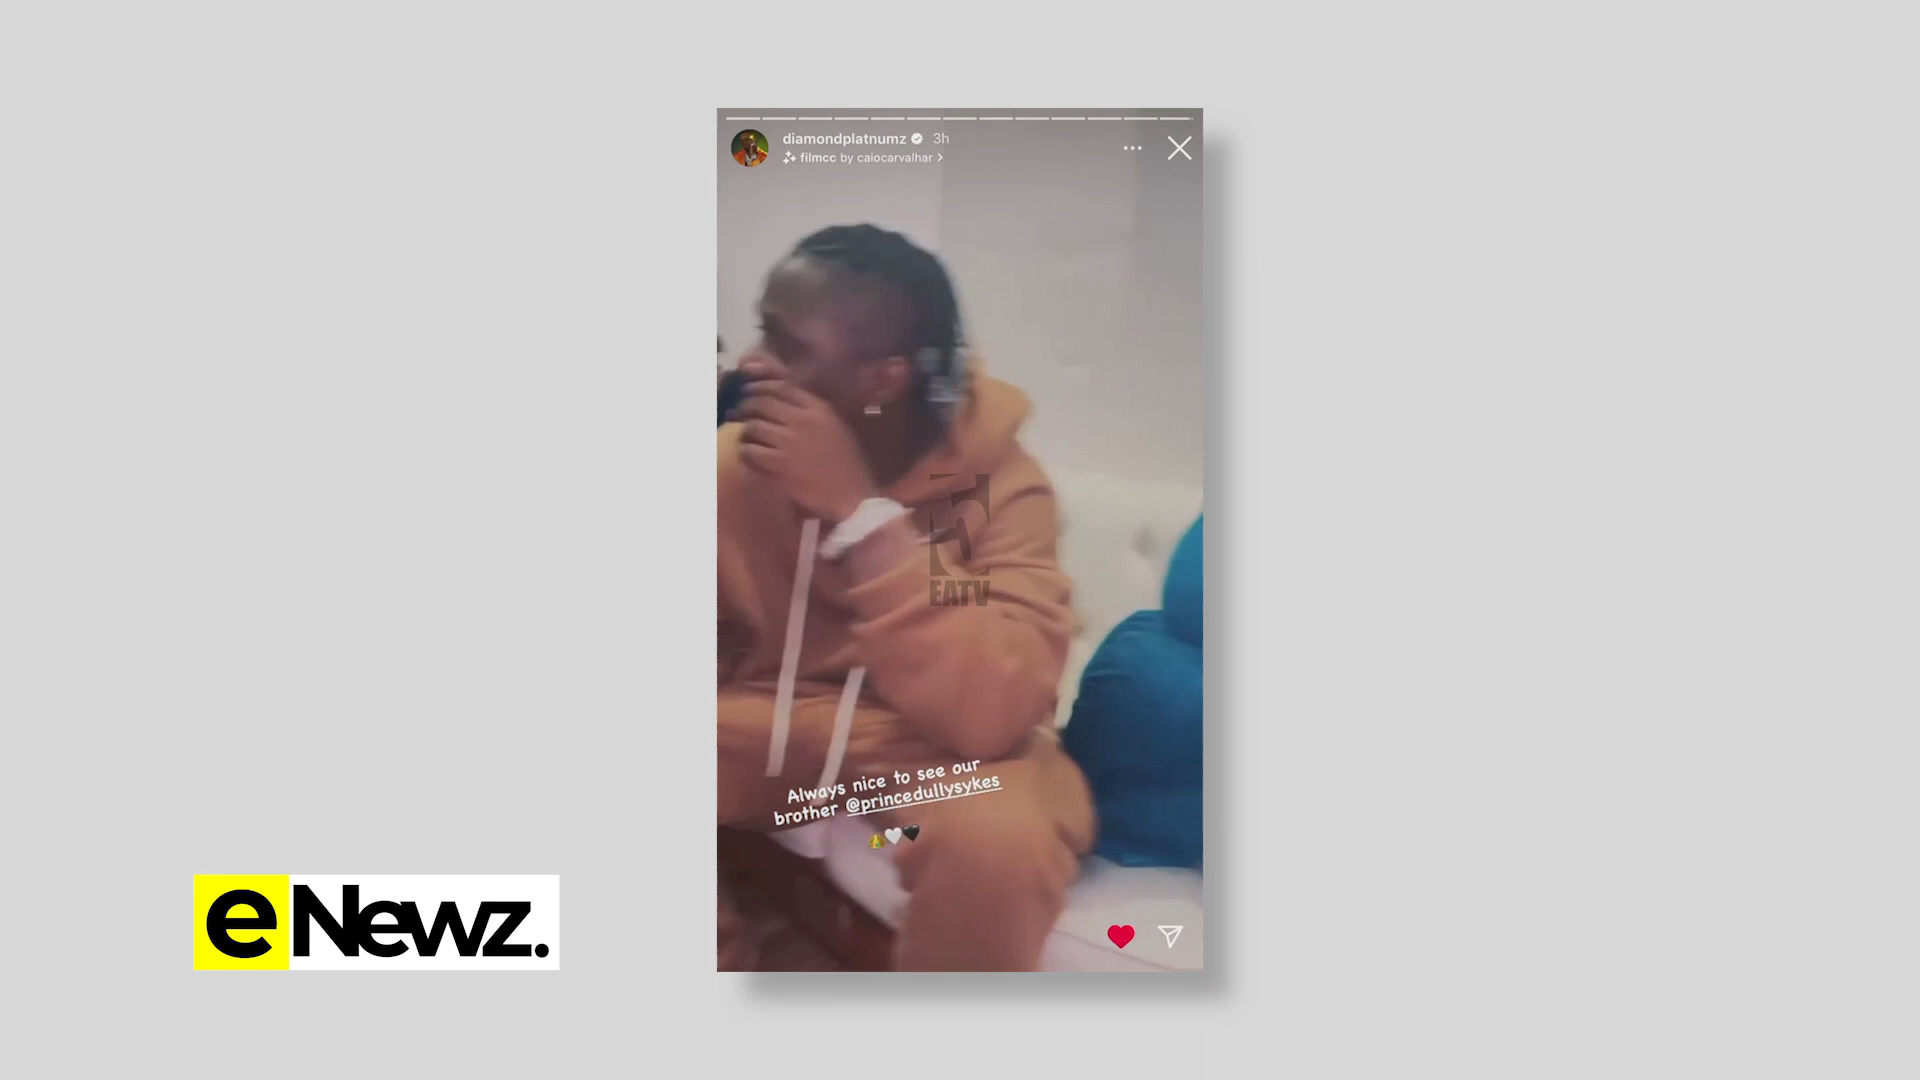 diamondplatnumz 3h
filmcc by caiocarvalhar >
EATV
Always nice to see our
brother @princedullysykes
eNewz.